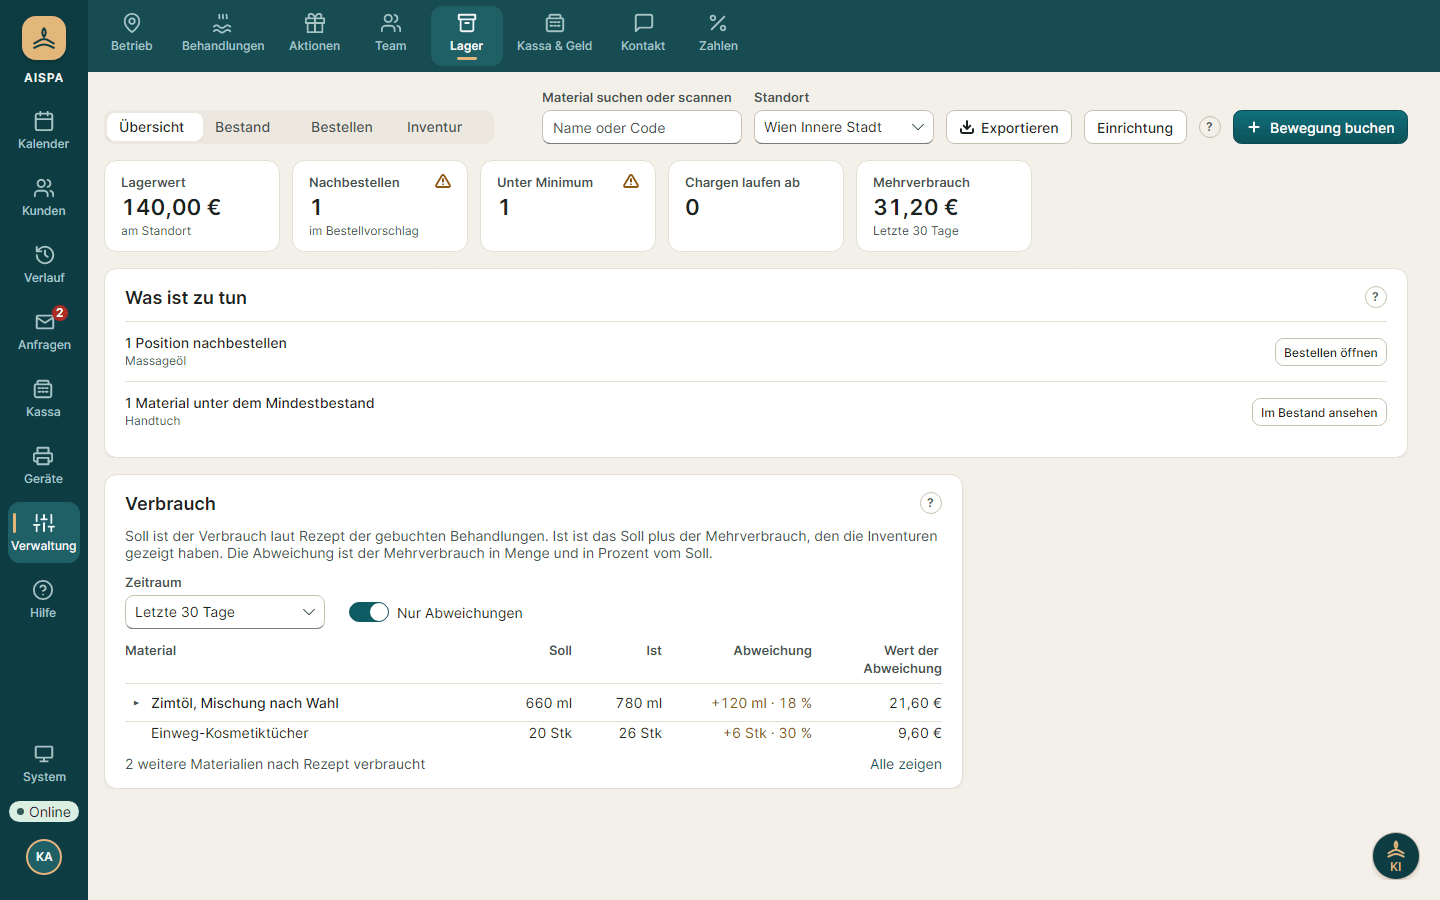 AISPA
Kalender
Kunden
Verlauf
2
Anfragen
Kassa
Geräte
Verwaltung
Hilfe
System
Online
KA
Betrieb
Behandlungen
Aktionen
Team
Lager
Kassa & Geld
Kontakt
Zahlen
Übersicht
Bestand
Bestellen
Inventur
Material suchen oder scannen
Name oder Code
Standort
Wien Innere Stadt
Exportieren
Einrichtung
?
+ Bewegung buchen
Lagerwert
140,00 €
am Standort
Nachbestellen
1
im Bestellvorschlag
Unter Minimum
1
Chargen laufen ab
0
Mehrverbrauch
31,20 €
Letzte 30 Tage
Was ist zu tun
?
1 Position nachbestellen
Massageöl
Bestellen öffnen
1 Material unter dem Mindestbestand
Handtuch
Im Bestand ansehen
Verbrauch
?
Soll ist der Verbrauch laut Rezept der gebuchten Behandlungen. Ist ist das Soll plus der Mehrverbrauch, den die Inventuren
gezeigt haben. Die Abweichung ist der Mehrverbrauch in Menge und in Prozent vom Soll.
Zeitraum
Letzte 30 Tage
Nur Abweichungen
Material Soll Ist Abweichung Wert der
Abweichung
Zimtöl, Mischung nach Wahl 660 ml 780 ml +120 ml · 18 % 21,60 €
Einweg-Kosmetiktücher 20 Stk 26 Stk +6 Stk · 30 % 9,60 €
2 weitere Materialien nach Rezept verbraucht Alle zeigen
KI